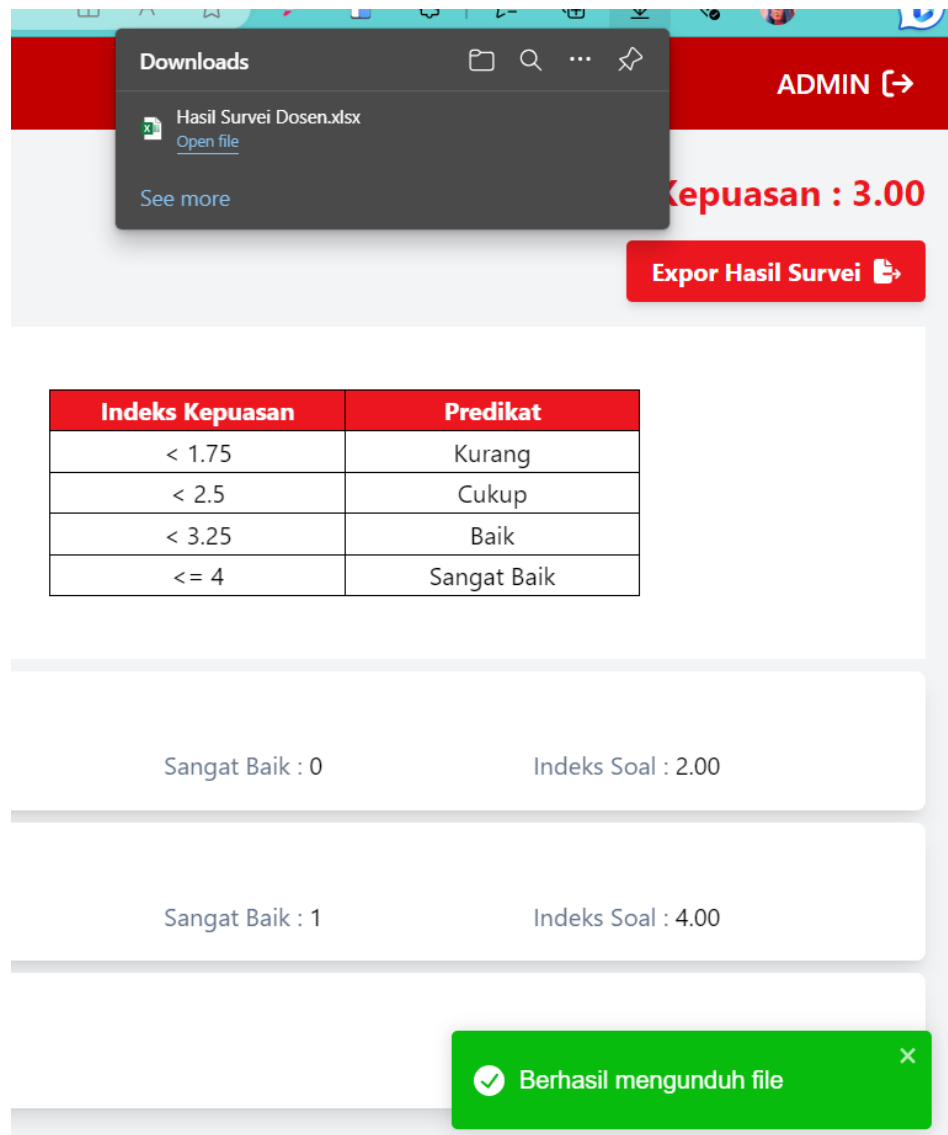 Downloads
ADMIN
Hasil Survei Dosen.xlsx
Open file
See more
Kepuasan : 3.00
Expor Hasil Survei
Indeks Kepuasan Predikat
< 1.75 Kurang
< 2.5 Cukup
< 3.25 Baik
<= 4 Sangat Baik
Sangat Baik : 0 Indeks Soal : 2.00
Sangat Baik : 1 Indeks Soal : 4.00
Berhasil mengunduh file